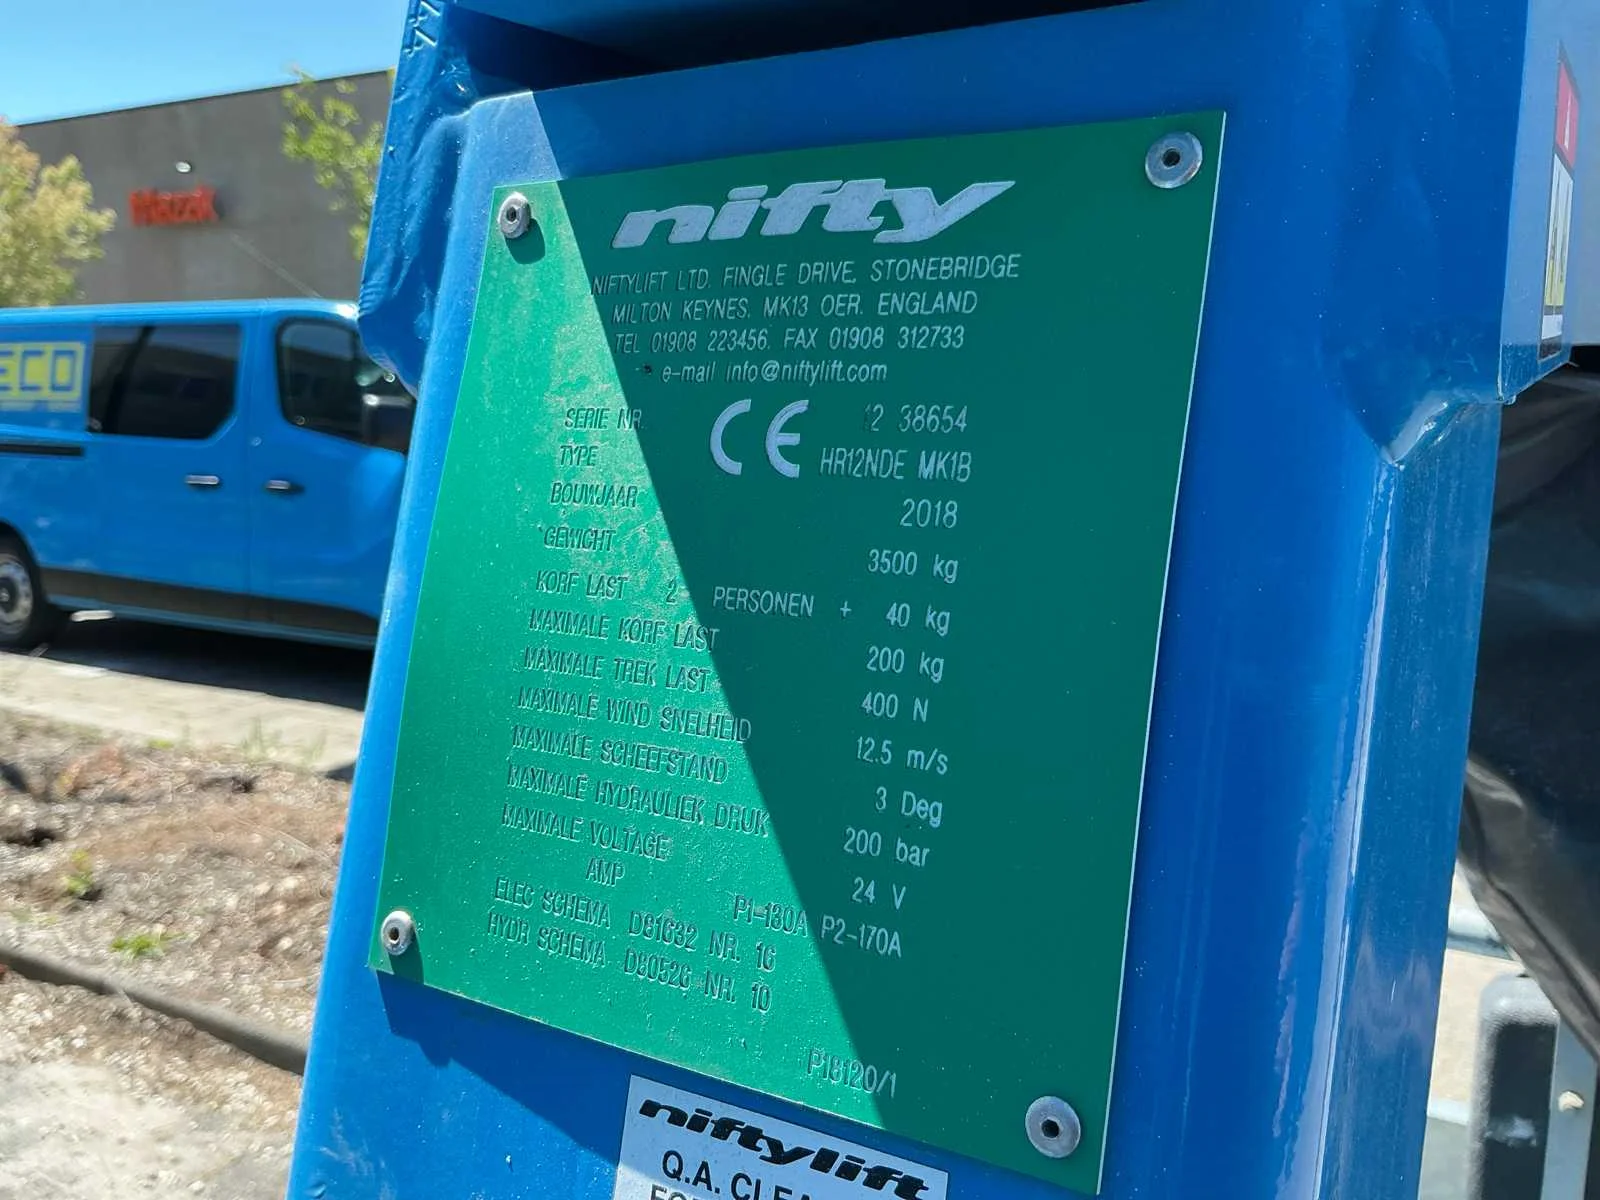 Mazak
ECO
nifty
NIFTYLIFT LTD. FINGLE DRIVE, STONEBRIDGE
MILTON KEYNES. MK13 OER. ENGLAND
TEL 01908 223456. FAX 01908 312733
e-mail info@niftylift.com
SERIE NR. CE 12 38654
TYPE HR12NDE MK1B
BOUWJAAR 2018
GEWICHT 3500 kg
KORF LAST 2 PERSONEN + 40 kg
MAXIMALE KORF LAST 200 kg
MAXIMALE TREK LAST 400 N
MAXIMALE WIND SNELHEID 12.5 m/s
MAXIMALE SCHEEFSTAND 3 Deg
MAXIMALE HYDRAULIEK DRUK 200 bar
MAXIMALE VOLTAGE 24 V
AMP P1-130A P2-170A
ELEC SCHEMA D81632 NR. 16
HYDR SCHEMA D80526 NR. 10
P18120/1
niftylift
Q.A.